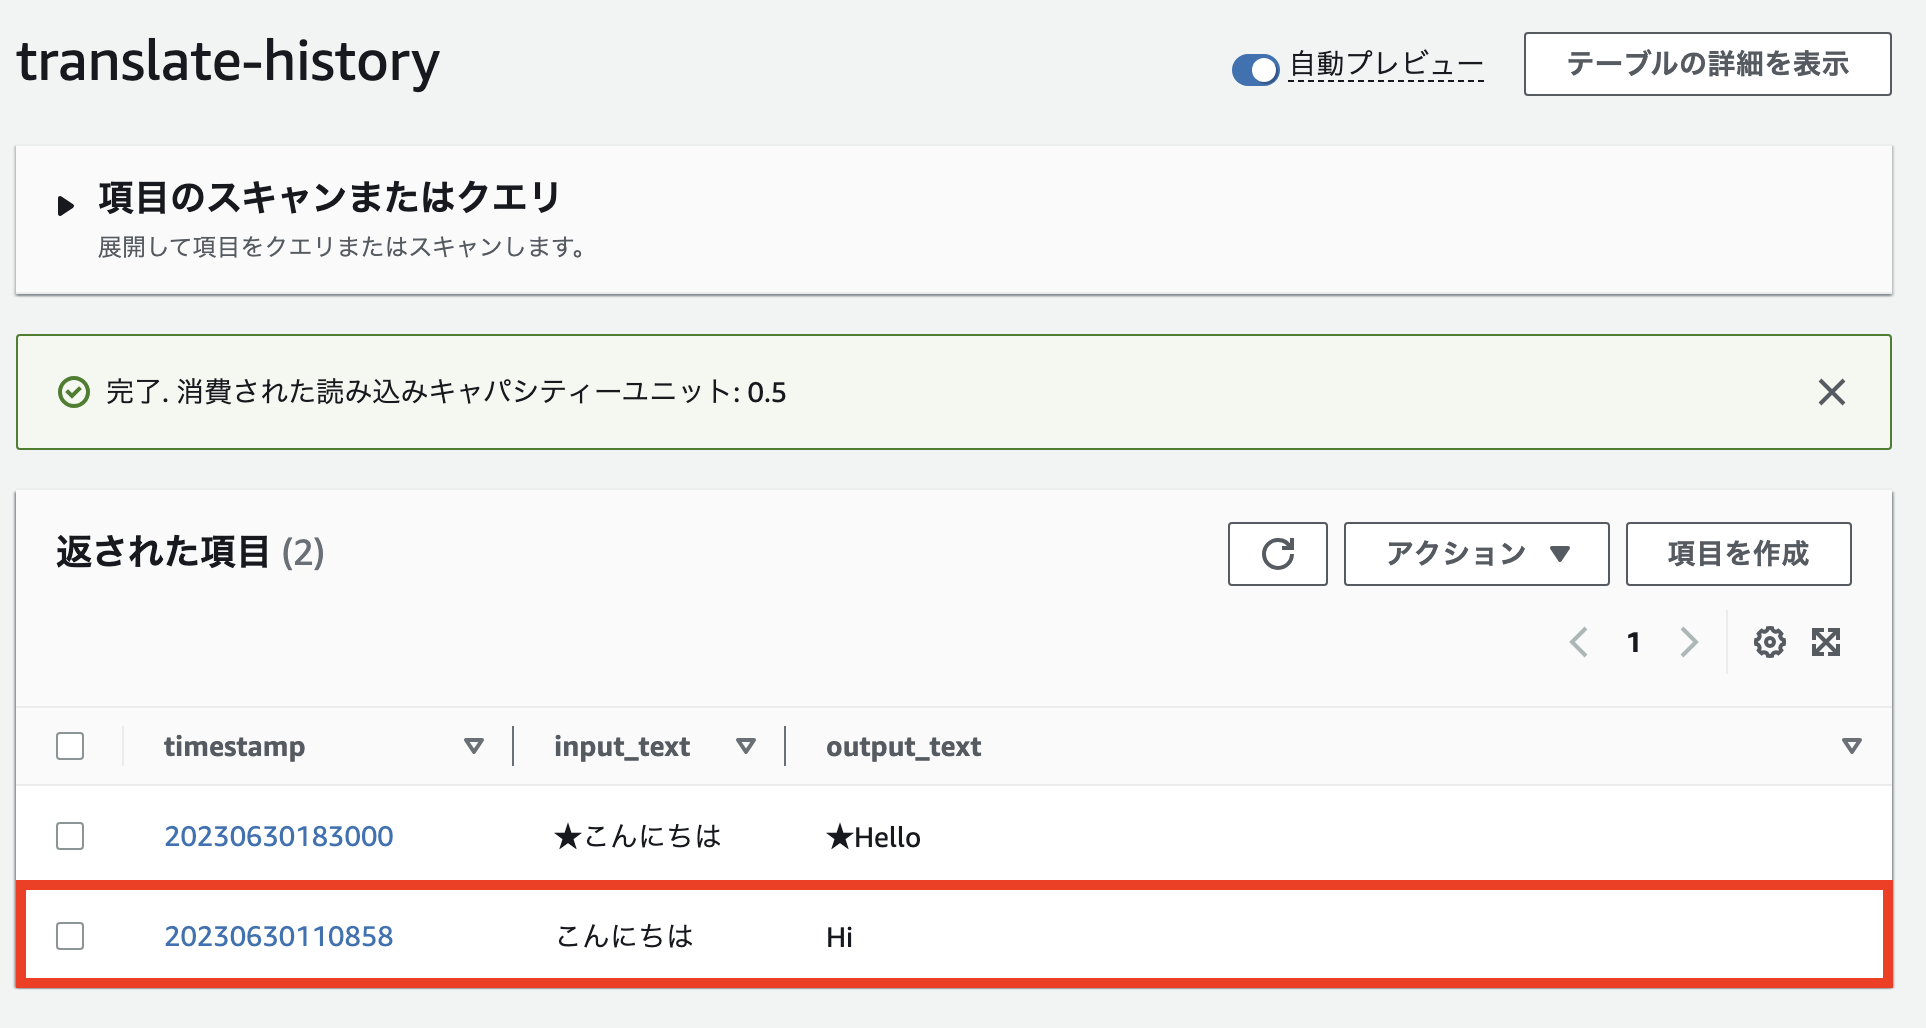 translate-history
自動プレビュー
テーブルの詳細を表示
項目のスキャンまたはクエリ
展開して項目をクエリまたはスキャンします。
完了. 消費された読み込みキャパシティーユニット: 0.5
返された項目 (2)
アクション
項目を作成
1
timestamp input_text output_text
20230630183000 ★こんにちは ★Hello
20230630110858 こんにちは Hi